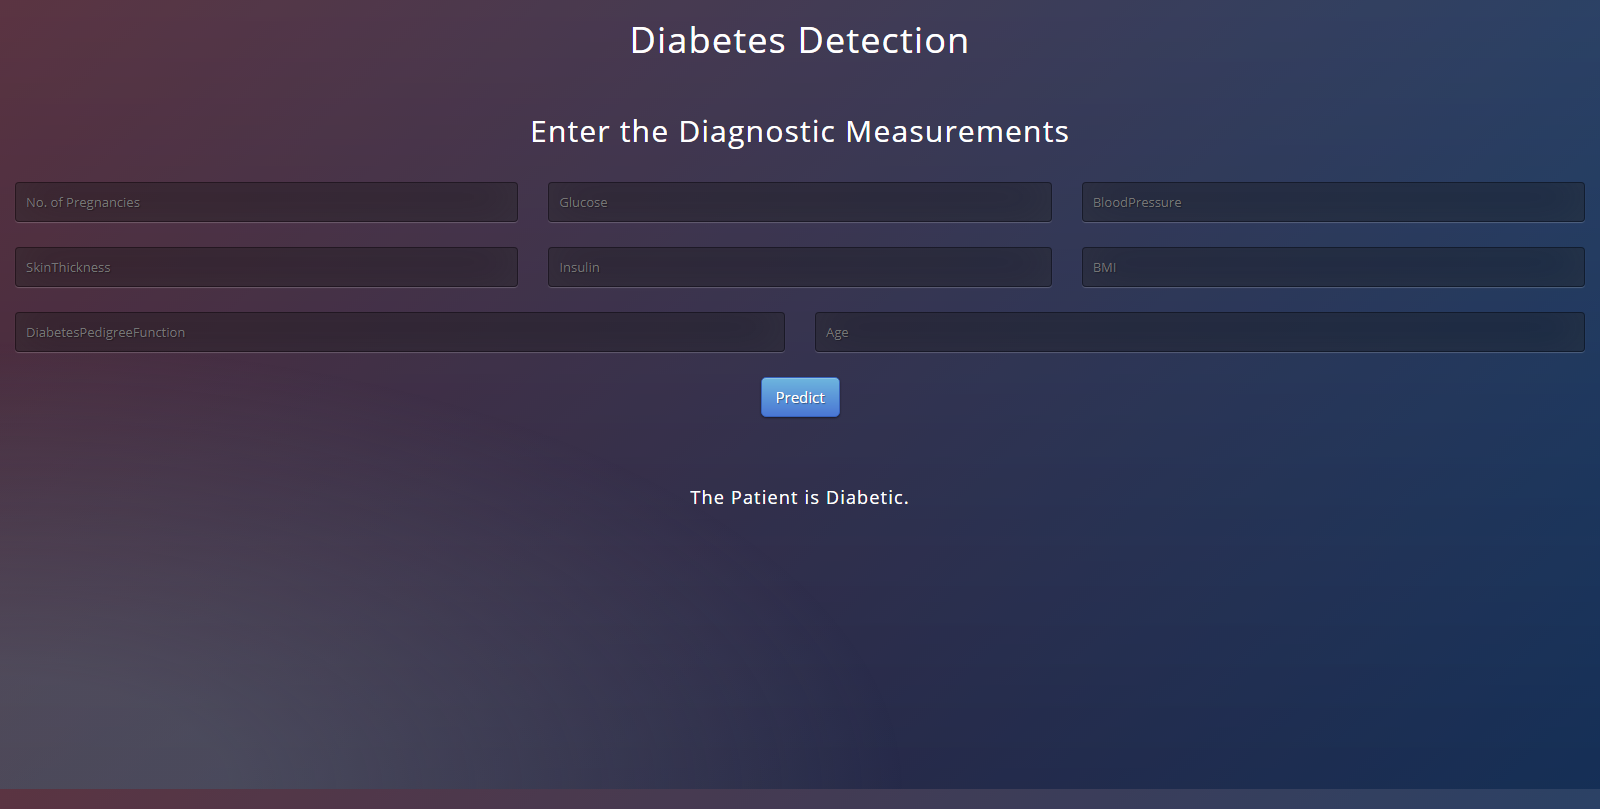 Diabetes Detection
Enter the Diagnostic Measurements
No. of Pregnancies Glucose BloodPressure
SkinThickness Insulin BMI
DiabetesPedigreeFunction Age
Predict
The Patient is Diabetic.